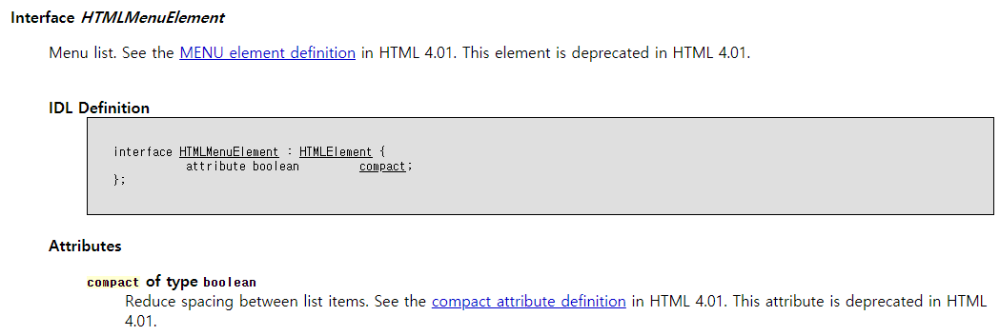 Interface HTMLMenuElement
Menu list. See the MENU element definition in HTML 4.01. This element is deprecated in HTML 4.01.
IDL Definition
interface HTMLMenuElement : HTMLElement {
attribute boolean compact;
};
Attributes
compact of type boolean
Reduce spacing between list items. See the compact attribute definition in HTML 4.01. This attribute is deprecated in HTML
4.01.